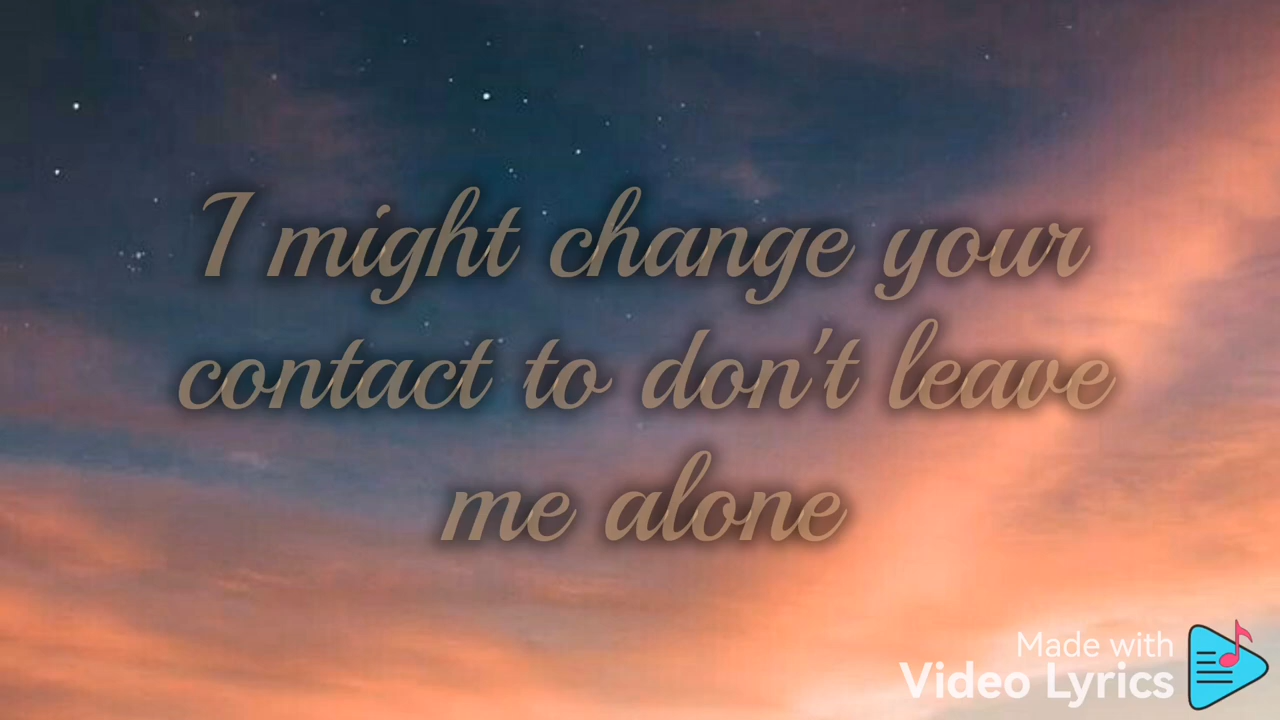 I might change your
contact to don't leave
me alone
Made with
Video Lyrics